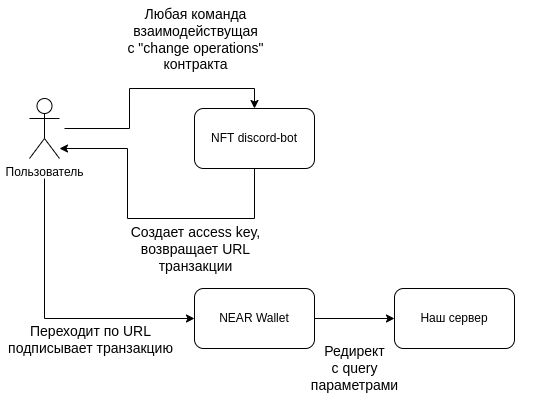 Любая команда
взаимодействущая
с "change operations"
контракта
NFT discord-bot
Пользователь
Создает access key,
возвращает URL
транзакции
NEAR Wallet
Наш сервер
Переходит по URL
подписывает транзакцию
Редирект
с query
параметрами